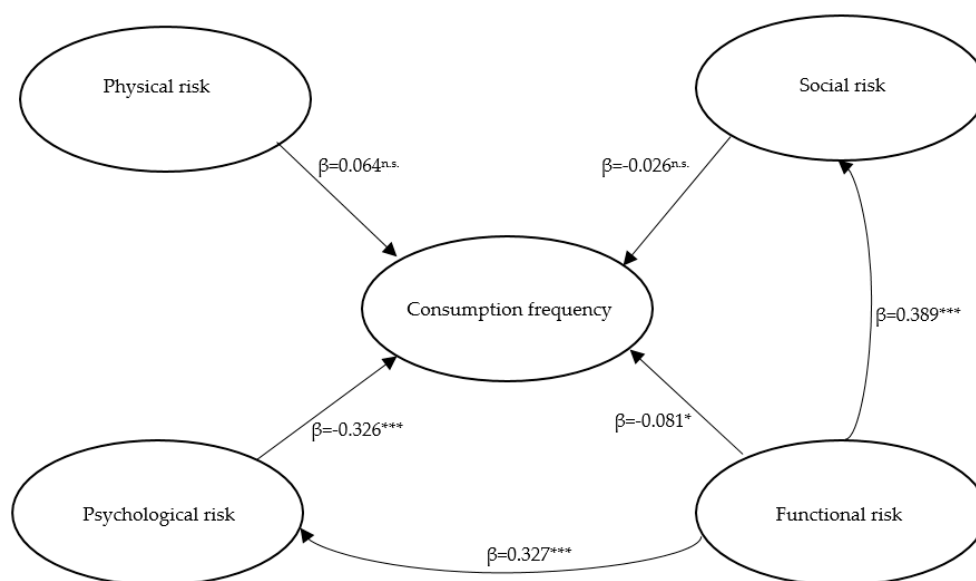 Physical risk
Social risk
β=0.064n.s.
β=-0.026n.s.
Consumption frequency
β=0.389***
β=-0.326***
β=-0.081*
Psychological risk
Functional risk
β=0.327***